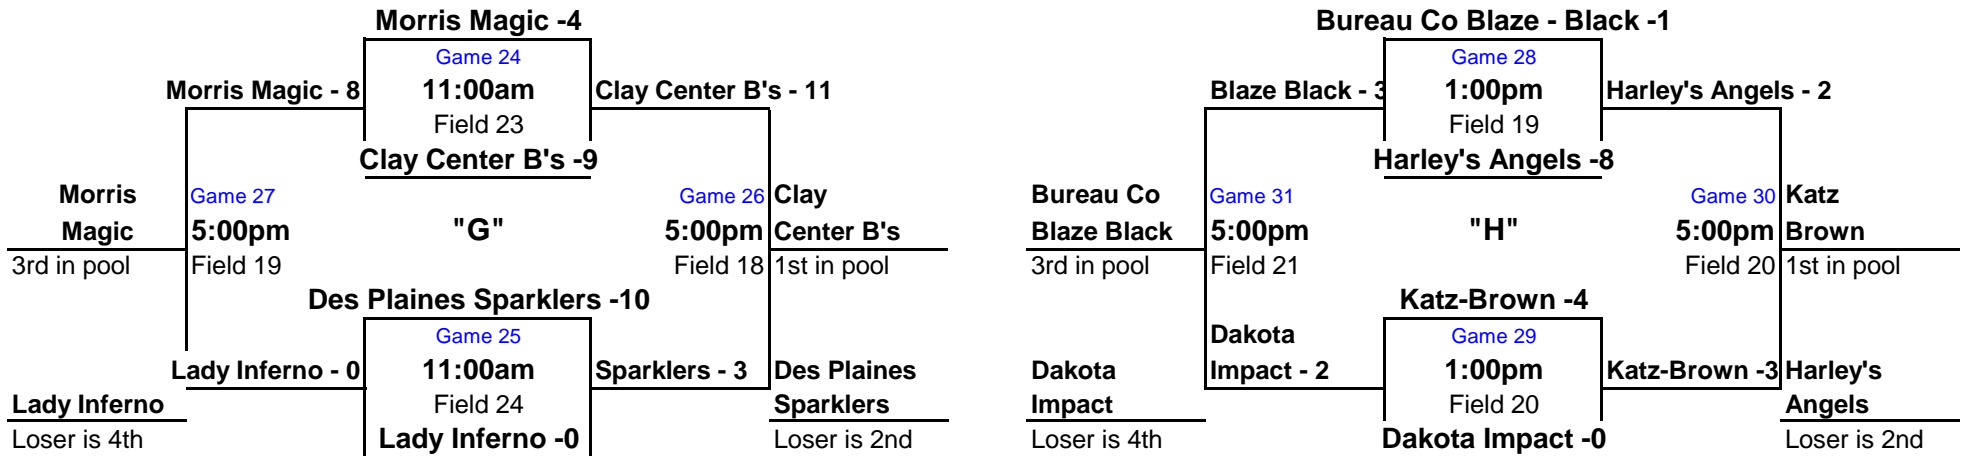 Morris Magic -4
Game 24
Morris Magic - 8
11:00am
Clay Center B's - 11
Field 23
Clay Center B's -9
Morris
Magic
3rd in pool
Game 27
5:00pm
Field 19
"G"
Game 26
5:00pm
Field 18
Clay
Center B's
1st in pool
Des Plaines Sparklers -10
Game 25
Lady Inferno - 0
11:00am
Sparklers - 3
Field 24
Lady Inferno -0
Lady Inferno
Loser is 4th
Des Plaines
Sparklers
Loser is 2nd
Bureau Co Blaze - Black -1
Game 28
Blaze Black - 3
1:00pm
Harley's Angels - 2
Field 19
Harley's Angels -8
Bureau Co
Blaze Black
3rd in pool
Game 31
5:00pm
Field 21
"H"
Game 30
5:00pm
Field 20
Katz
Brown
1st in pool
Katz-Brown -4
Game 29
Dakota
Impact - 2
1:00pm
Katz-Brown -3
Field 20
Dakota Impact -0
Dakota
Impact
Loser is 4th
Harley's
Angels
Loser is 2nd